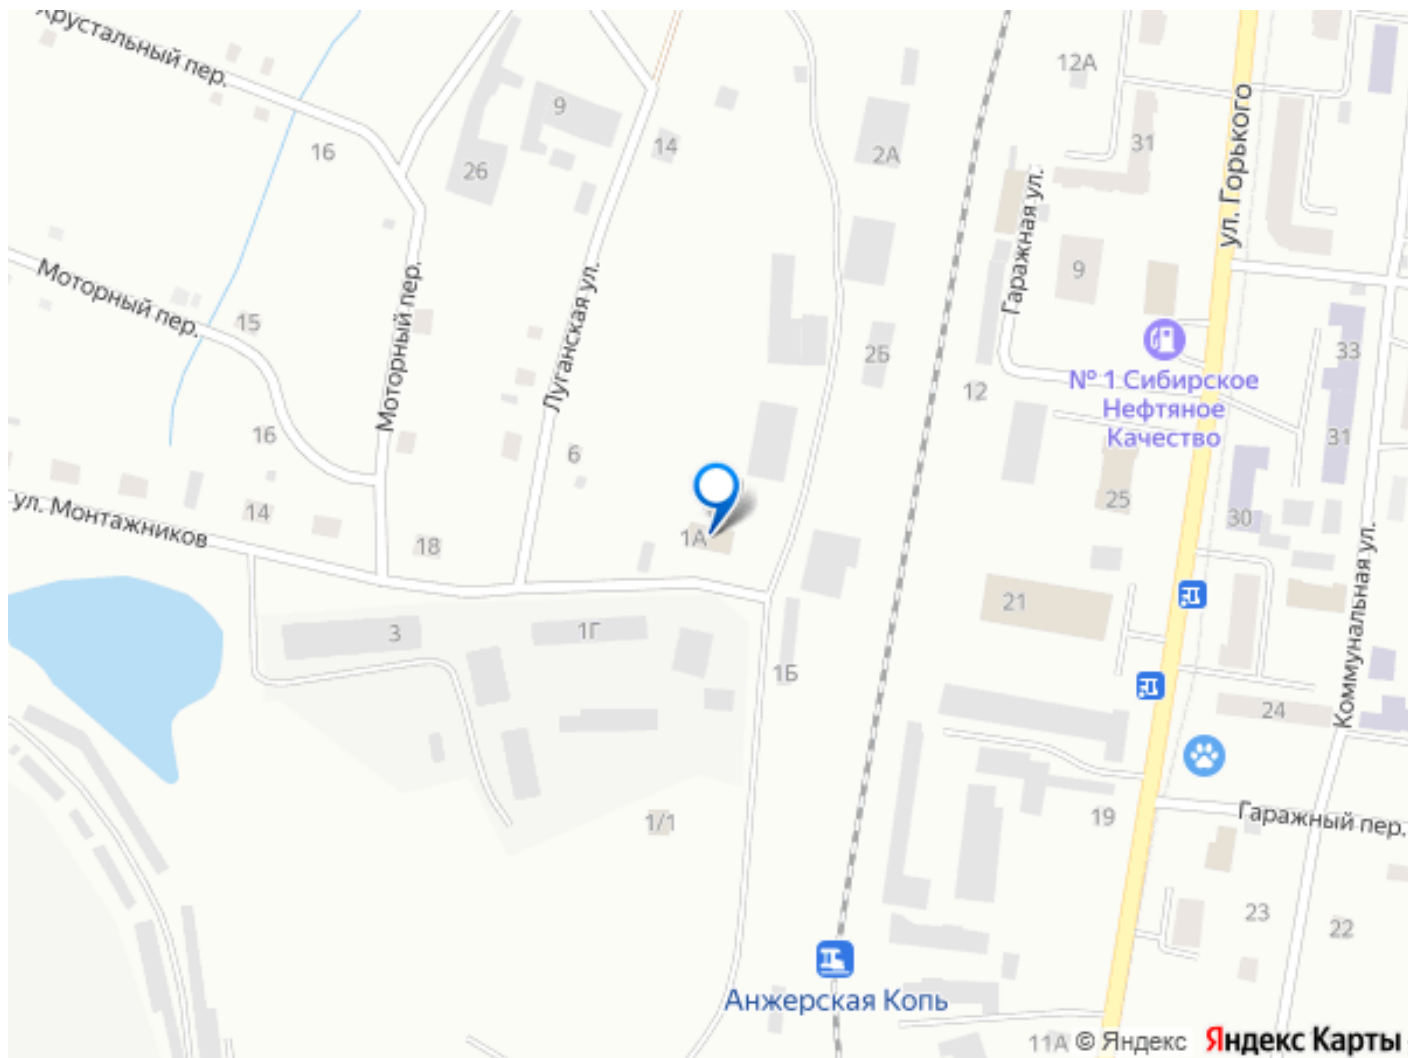 Хрустальный пер.
12А
9
31
ул. Горького
16
14
2А
26
Гаражная ул.
9
Моторный пер.
Моторный пер.
Луганская ул.
15
2Б
33
№ 1 Сибирское
Нефтяное
Качество
12
16
6
31
25
ул. Монтажников
14
18
1А
30
Коммунальная ул.
3
1Г
21
1Б
24
1/1
19
Гаражный пер.
23
22
Анжерская Копь
11А
© Яндекс
Яндекс Карты